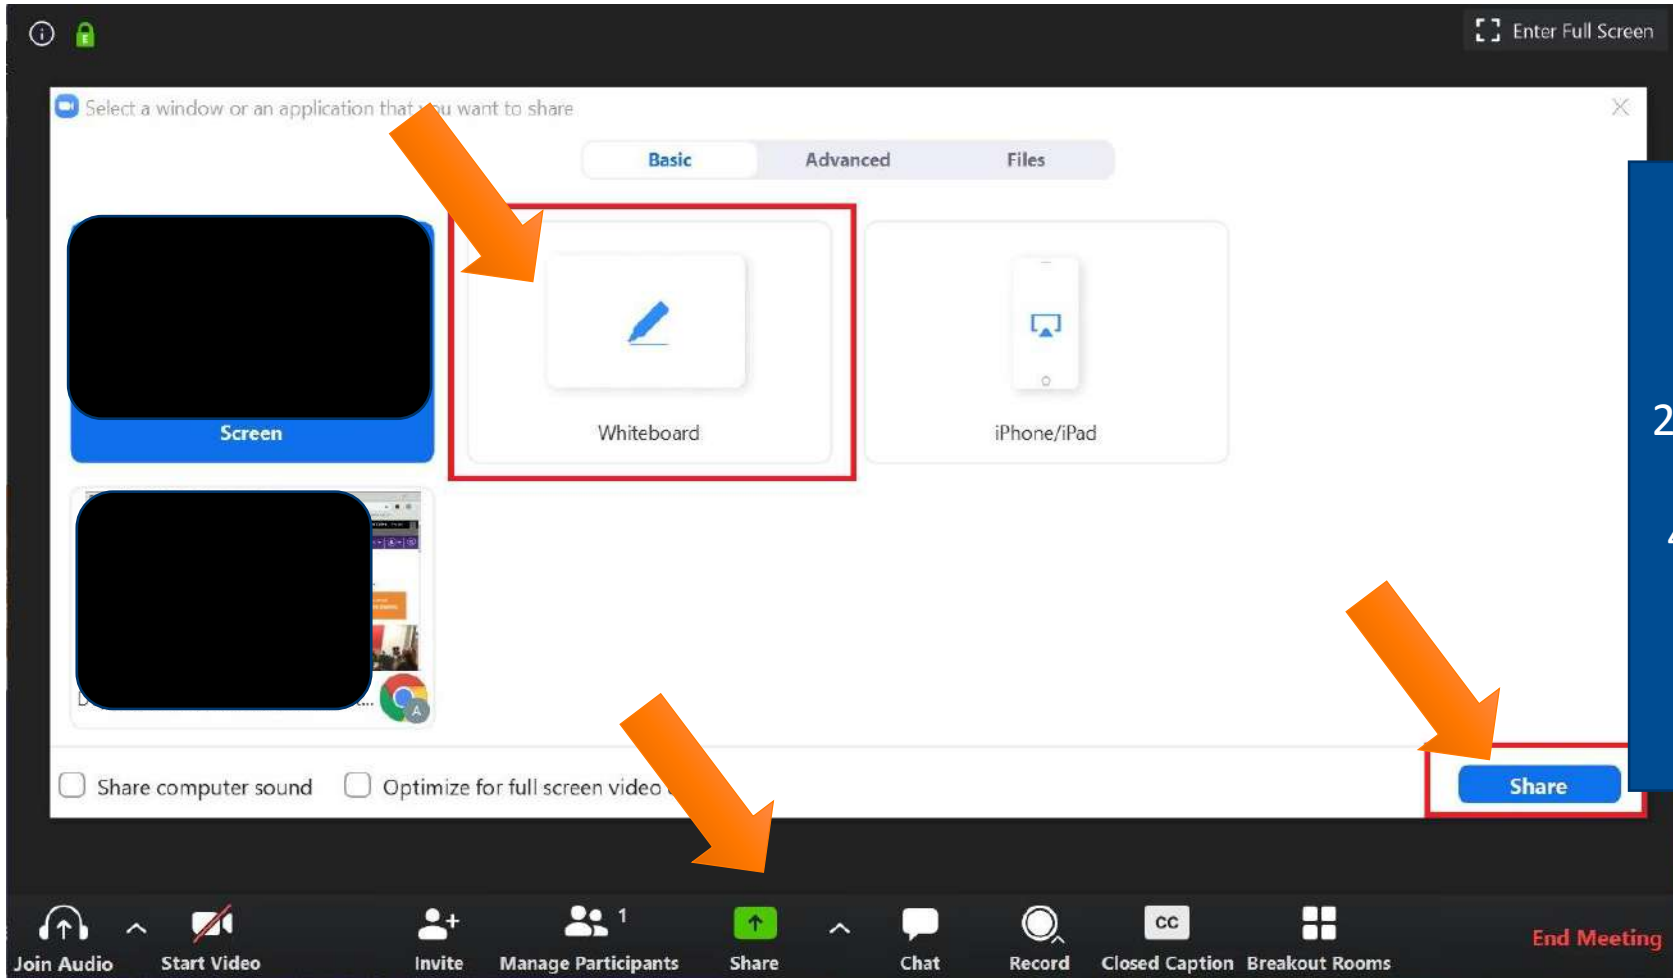 Enter Full Screen
Select a window or an application that you want to share
Basic Advanced Files
Screen
Whiteboard
iPhone/iPad
2
Share computer sound
Optimize for full screen video
Share
Join Audio
Start Video
Invite
1
Manage Participants
Share
Chat
Record
CC
Closed Caption
Breakout Rooms
End Meeting